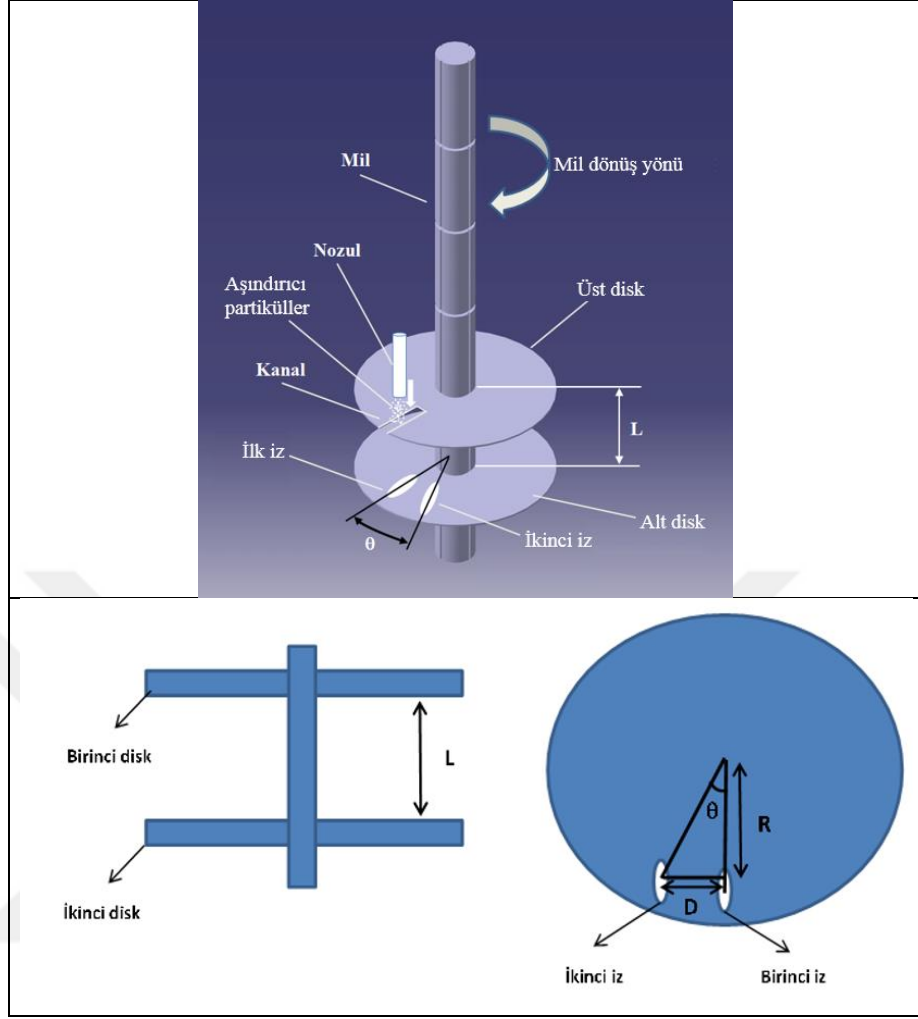 Mil
Mil dönüş yönü
Nozul
Aşındırıcı
partiküller
Üst disk
Kanal
L
İlk iz
Alt disk
İkinci iz
θ
Birinci disk
L
İkinci disk
θ
R
D
İkinci iz
Birinci iz